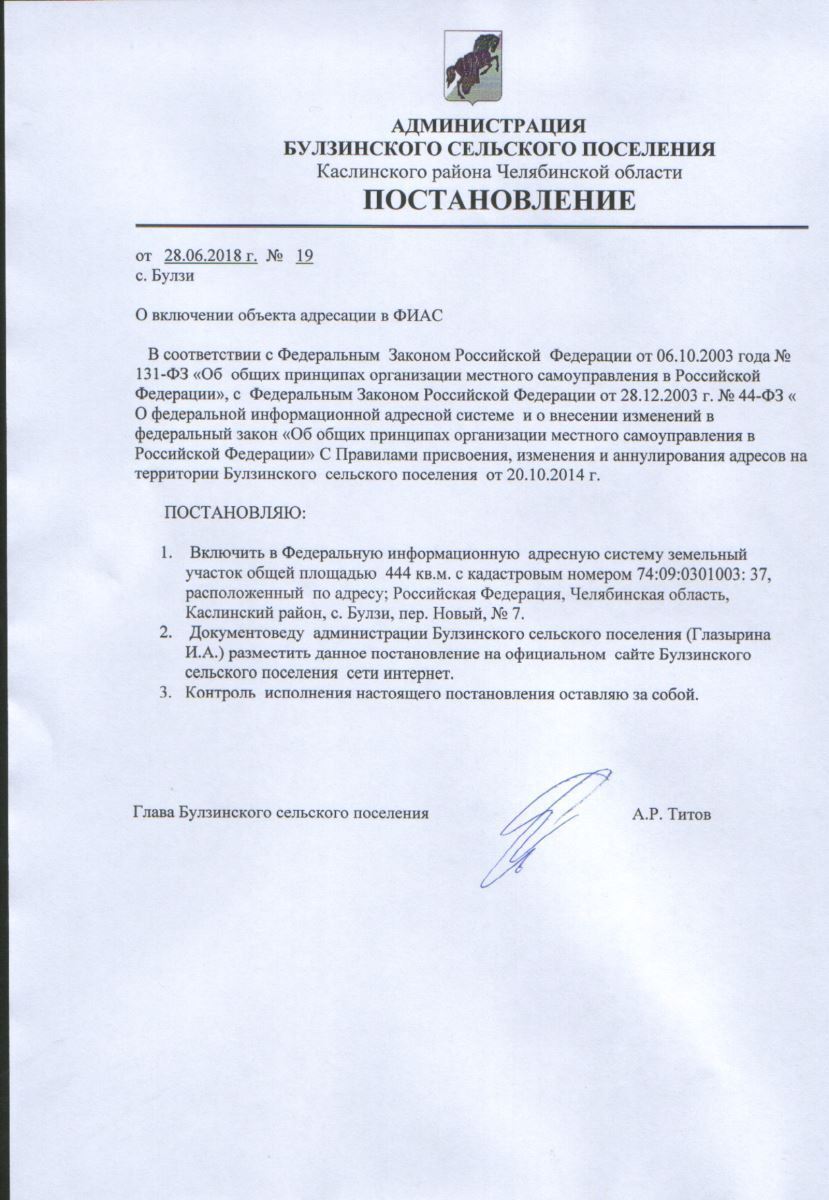 АДМИНИСТРАЦИЯ
БУЛЗИНСКОГО СЕЛЬСКОГО ПОСЕЛЕНИЯ
Каслинского района Челябинской области
ПОСТАНОВЛЕНИЕ
от 28.06.2018 г. № 19
с. Булзи
О включении объекта адресации в ФИАС
В соответствии с Федеральным Законом Российской Федерации от 06.10.2003 года №
131-ФЗ «Об общих принципах организации местного самоуправления в Российской
Федерации», с Федеральным Законом Российской Федерации от 28.12.2003 г. № 44-ФЗ «
О федеральной информационной адресной системе и о внесении изменений в
федеральный закон «Об общих принципах организации местного самоуправления в
Российской Федерации» С Правилами присвоения, изменения и аннулирования адресов на
территории Булзинского сельского поселения от 20.10.2014 г.
ПОСТАНОВЛЯЮ:
1. Включить в Федеральную информационную адресную систему земельный
участок общей площадью 444 кв.м. с кадастровым номером 74:09:0301003: 37,
расположенный по адресу; Российская Федерация, Челябинская область,
Каслинский район, с. Булзи, пер. Новый, № 7.
2. Документоведу администрации Булзинского сельского поселения (Глазырина
И.А.) разместить данное постановление на официальном сайте Булзинского
сельского поселения сети интернет.
3. Контроль исполнения настоящего постановления оставляю за собой.
Глава Булзинского сельского поселения А.Р. Титов